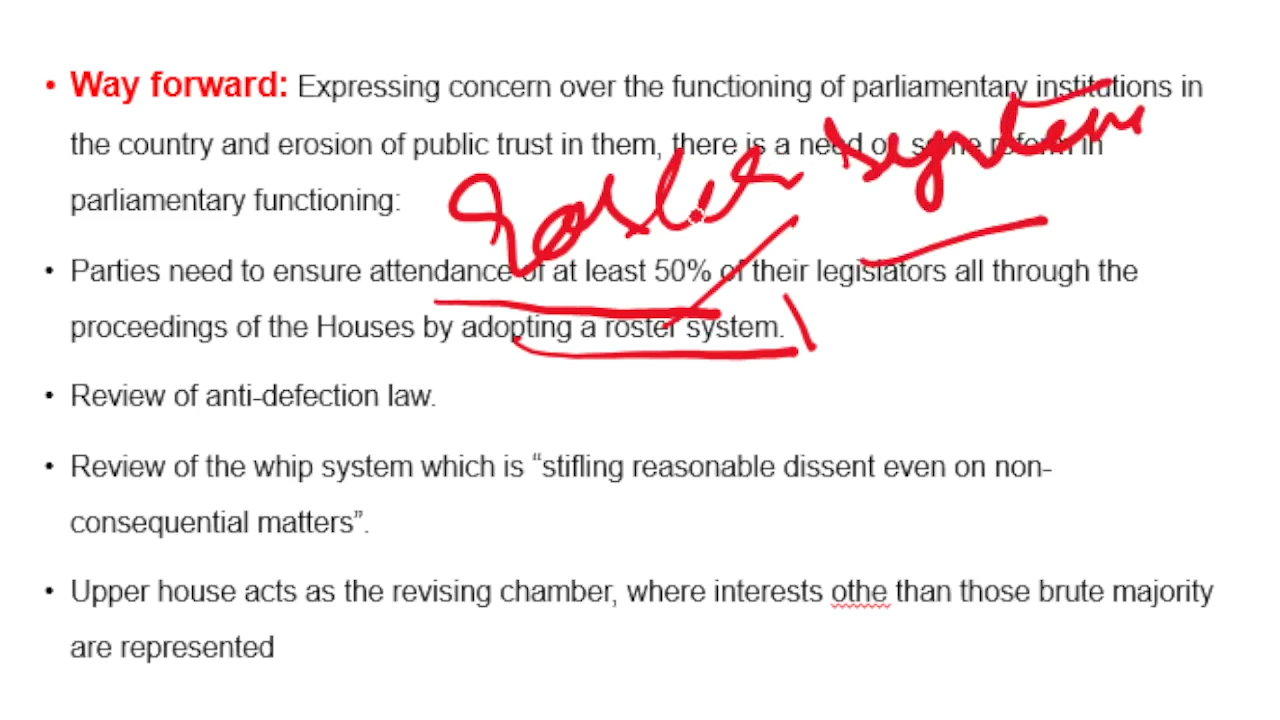 • Way forward: Expressing concern over the functioning of parliamentary institutions in
the country and erosion of public trust in them, there is a need of some reform in
parliamentary functioning:
roster system
• Parties need to ensure attendance of at least 50% of their legislators all through the
proceedings of the Houses by adopting a roster system.
• Review of anti-defection law.
• Review of the whip system which is “stifling reasonable dissent even on non-
consequential matters”.
• Upper house acts as the revising chamber, where interests othe than those brute majority
are represented